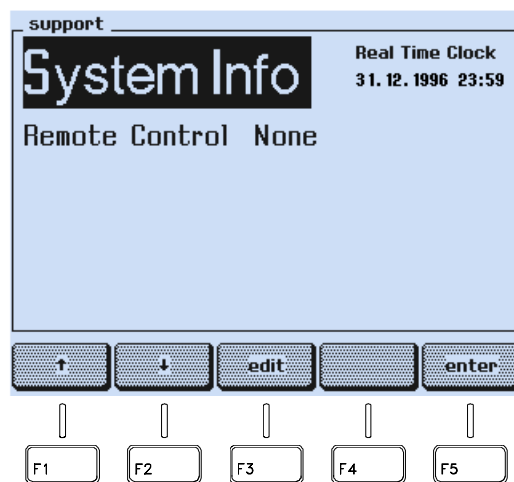 support
System Info
Real Time Clock
31.12.1996 23:59
Remote Control None
↑ ↓ edit enter
F1 F2 F3 F4 F5